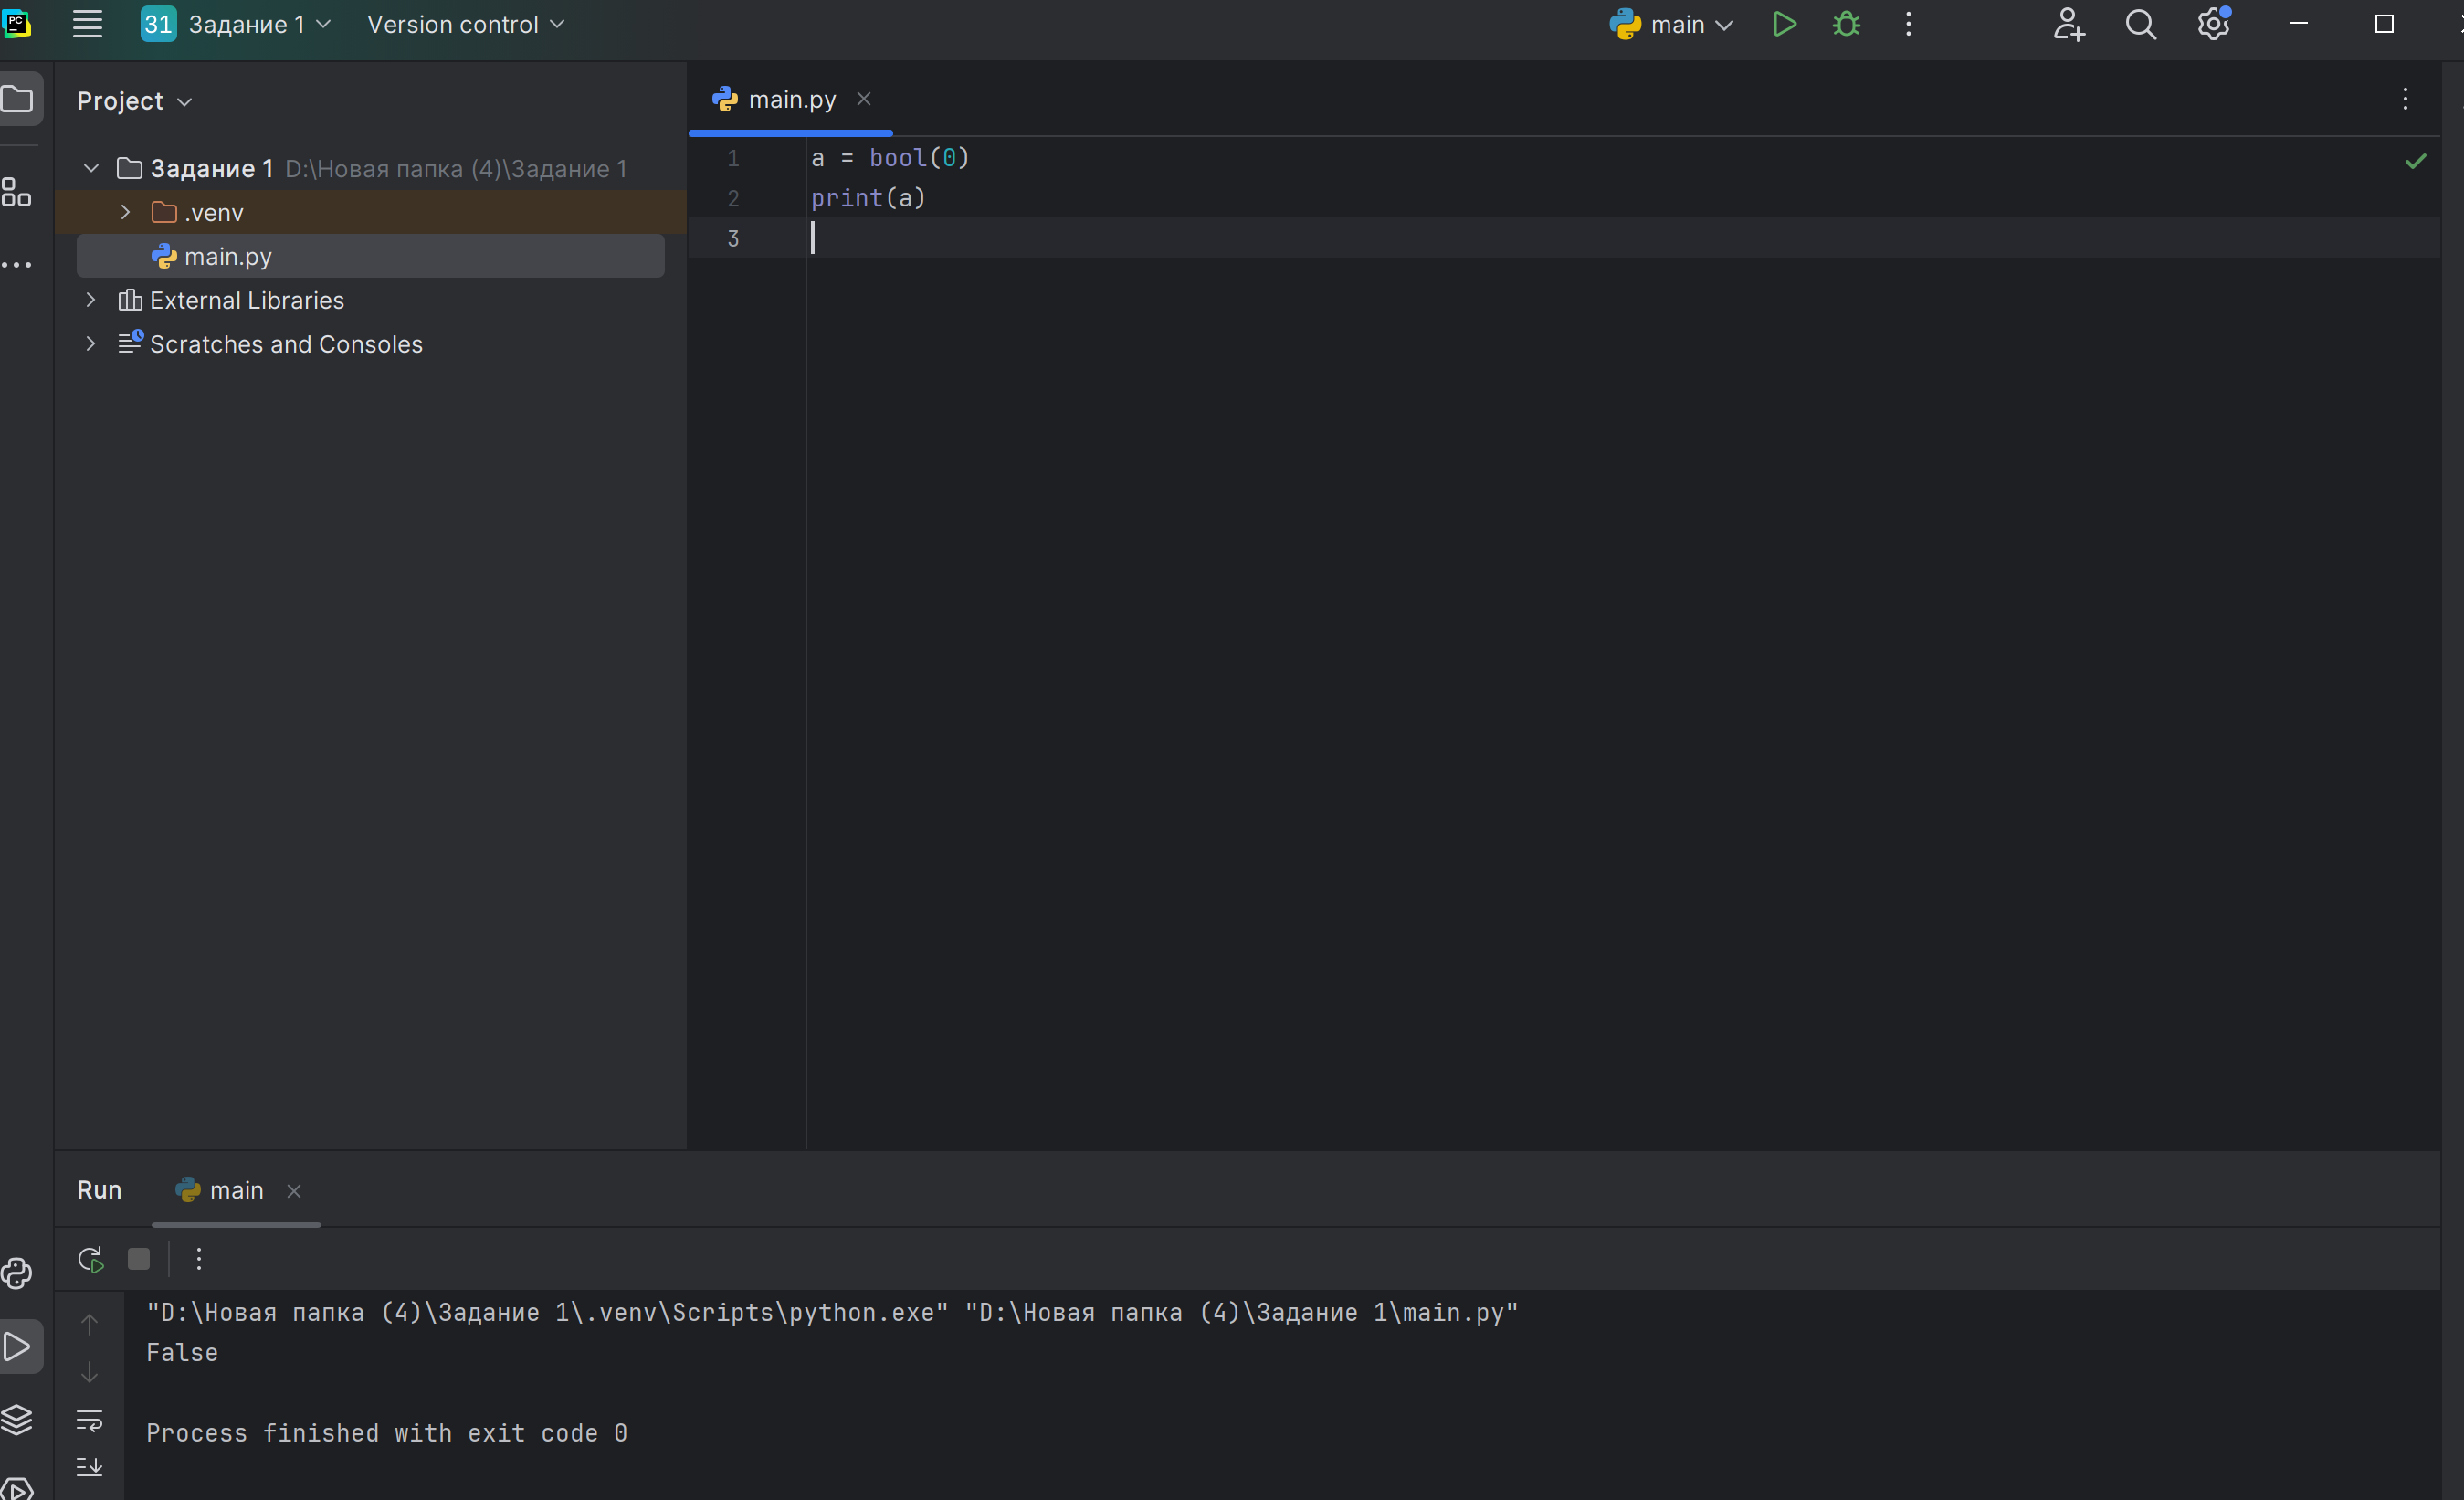 PC
31 Задание 1 Version control main
Project
main.py
Задание 1 D:\Новая папка (4)\Задание 1
.venv
main.py
External Libraries
Scratches and Consoles
1 a = bool(0)
2 print(a)
3
Run main
"D:\Новая папка (4)\Задание 1\.venv\Scripts\python.exe" "D:\Новая папка (4)\Задание 1\main.py"
False
Process finished with exit code 0